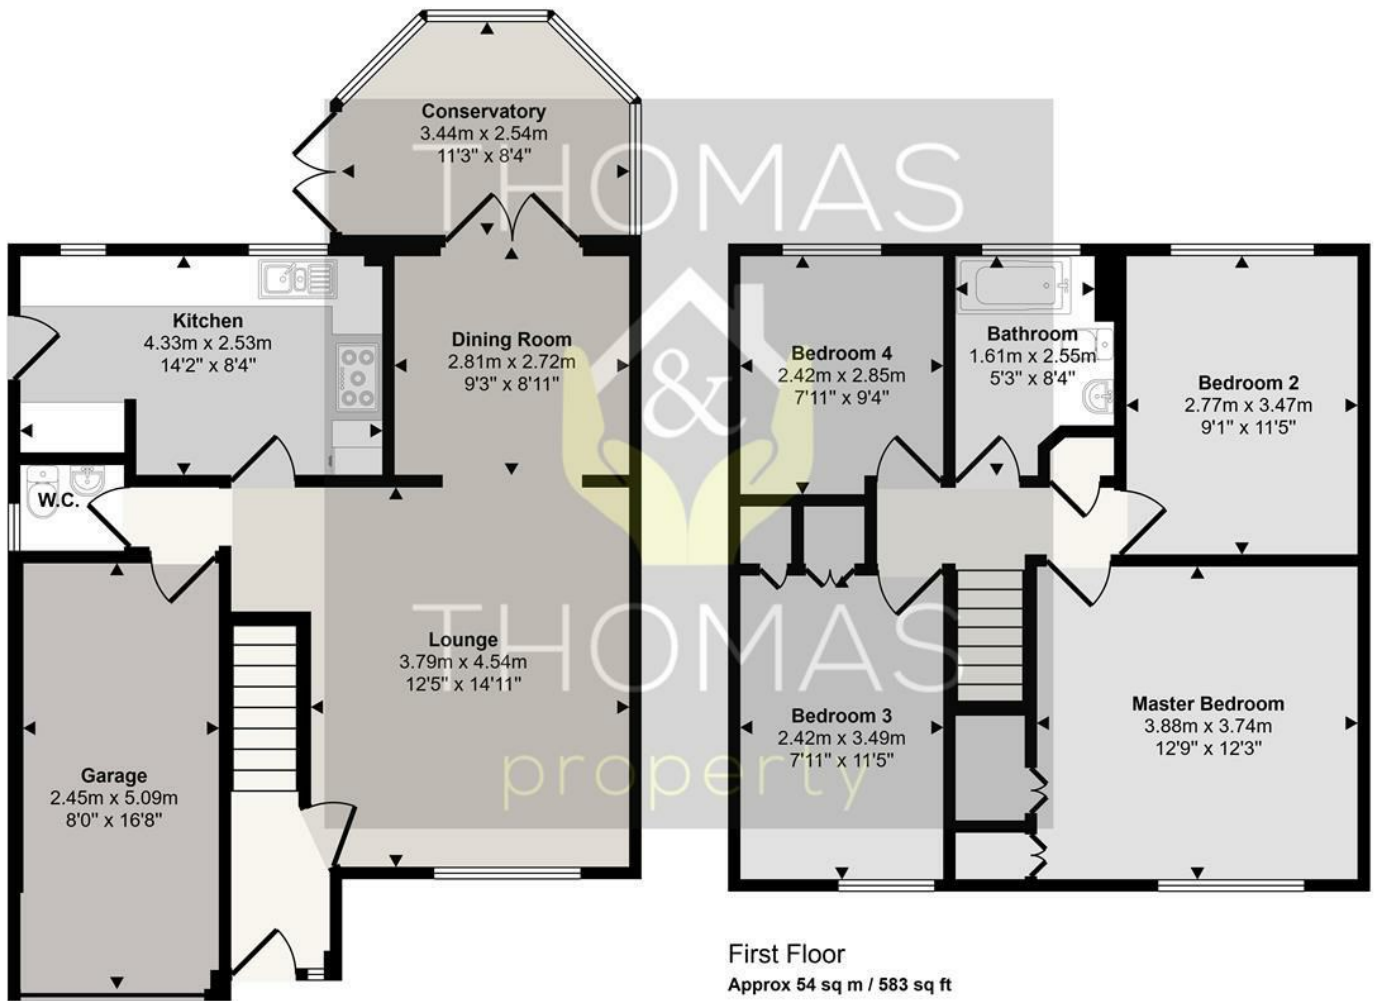 Conservatory
3.44m x 2.54m
11'3" x 8'4"
THOMAS
&
THOMAS
property
Kitchen
4.33m x 2.53m
14'2" x 8'4"
Dining Room
2.81m x 2.72m
9'3" x 8'11"
W.C.
Lounge
3.79m x 4.54m
12'5" x 14'11"
Garage
2.45m x 5.09m
8'0" x 16'8"
Bedroom 4
2.42m x 2.85m
7'11" x 9'4"
Bathroom
1.61m x 2.55m
5'3" x 8'4"
Bedroom 2
2.77m x 3.47m
9'1" x 11'5"
Bedroom 3
2.42m x 3.49m
7'11" x 11'5"
Master Bedroom
3.88m x 3.74m
12'9" x 12'3"
First Floor
Approx 54 sq m / 583 sq ft